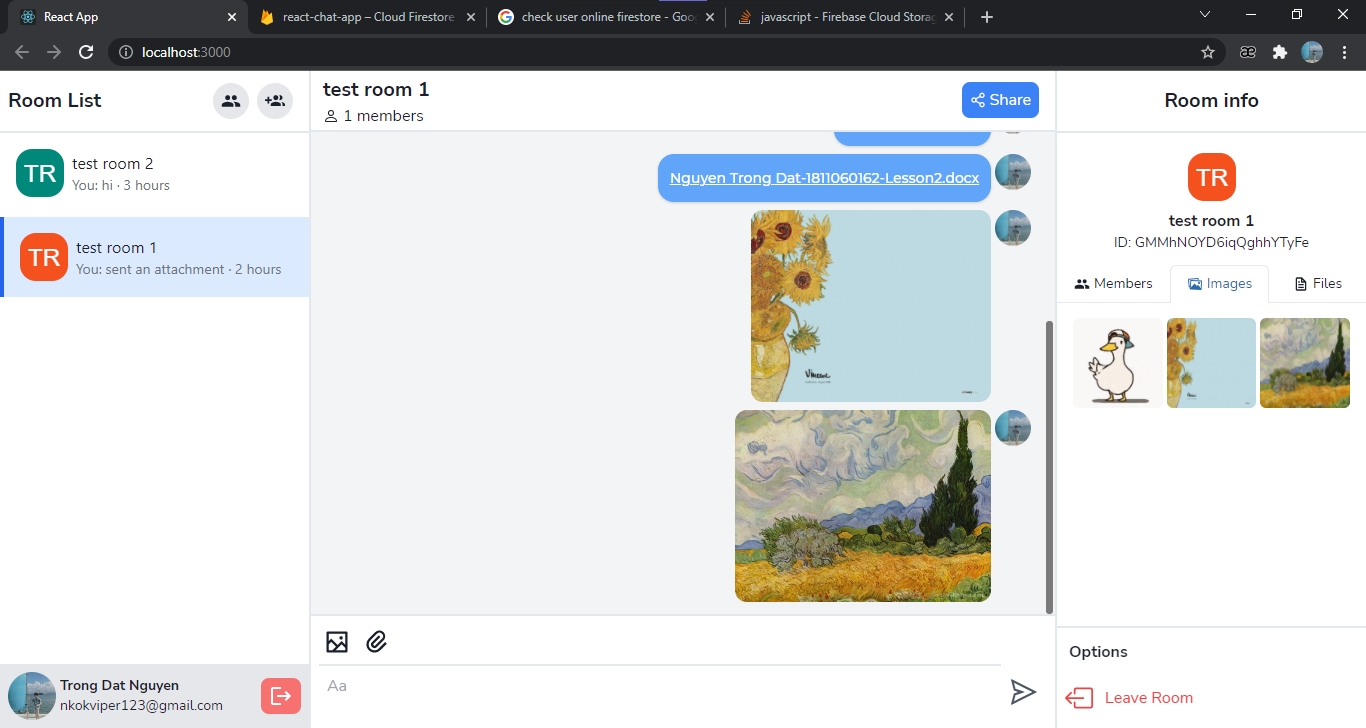 React App
react-chat-app – Cloud Firestore
check user online firestore - Goo
javascript - Firebase Cloud Storag
localhost:3000
Room List
TR
test room 2
You: hi · 3 hours
TR
test room 1
You: sent an attachment · 2 hours
Trong Dat Nguyen
nkokviper123@gmail.com
test room 1
1 members
Share
Nguyen Trong Dat-1811060162-Lesson2.docx
Vincent
Aa
Room info
TR
test room 1
ID: GMMhNOYD6iqQghhYTyFe
Members
Images
Files
Options
Leave Room